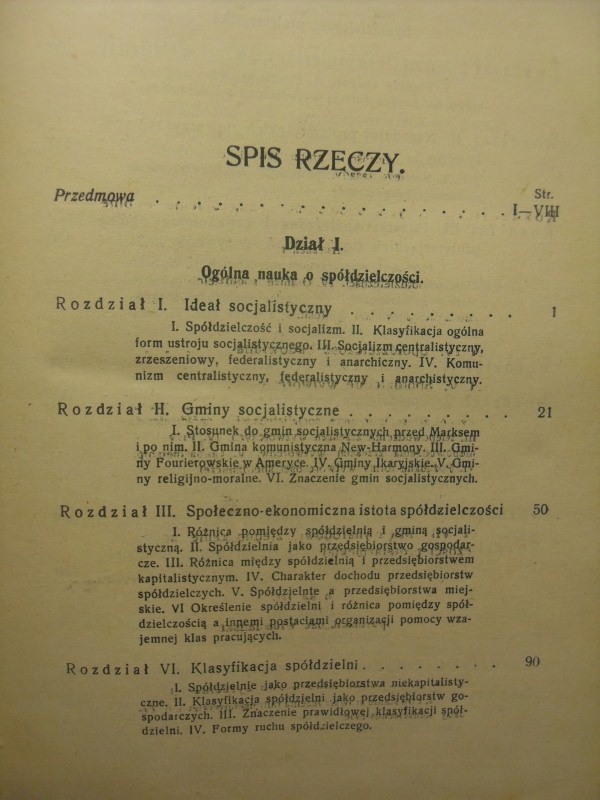 SPIS RZECZY.
Str.
Przedmowa . . . . . . . . . . . . . . . . I—VIII
Dział I.
Ogólna nauka o spółdzielczości.
Rozdział I. Ideał socjalistyczny . . . . . . . . . 1
I. Spółdzielczość i socjalizm. II. Klasyfikacja ogólna
form ustroju socjalistycznego. III. Socjalizm centralistyczny,
zrzeszeniowy, federalistyczny i anarchiczny. IV. Komu-
nizm centralistyczny, federalistyczny i anarchistyczny.
Rozdział II. Gminy socjalistyczne . . . . . . . . . 21
I. Stosunek do gmin socjalistycznych przed Marksem
i po nim. II. Gmina komunistyczna New-Harmony. III. Gmi-
ny Fourierowskie w Ameryce. IV. Gminy Ikaryjskie. V. Gmi-
ny religijno-moralne. VI. Znaczenie gmin socjalistycznych.
Rozdział III. Społeczno-ekonomiczna istota spółdzielczości 50
I. Różnica pomiędzy spółdzielnią i gminą socjali-
styczną. II. Spółdzielnia jako przedsiębiorstwo gospodar-
cze. III. Różnica między spółdzielnią i przedsiębiorstwem
kapitalistycznym. IV. Charakter dochodu przedsiębiorstw
spółdzielczych. V. Spółdzielnte a przedsiębiorstwa miej-
skie. VI Określenie spółdzielni i różnica pomiędzy spół-
dzielczością a innemi postaciami organizacji pomocy wza-
jemnej klas pracujących.
Rozdział VI. Klasyfikacja spółdzielni . . . . . . . . 90
I. Spółdzielnie jako przedsiębiorstwa niekapitalisty-
czne. II. Klasyfikacja spółdzielni jako przedsiębiorstw go-
spodarczych. III. Znaczenie prawidłowej klasyfikacji spół-
dzielni. IV. Formy ruchu spółdzielczego.